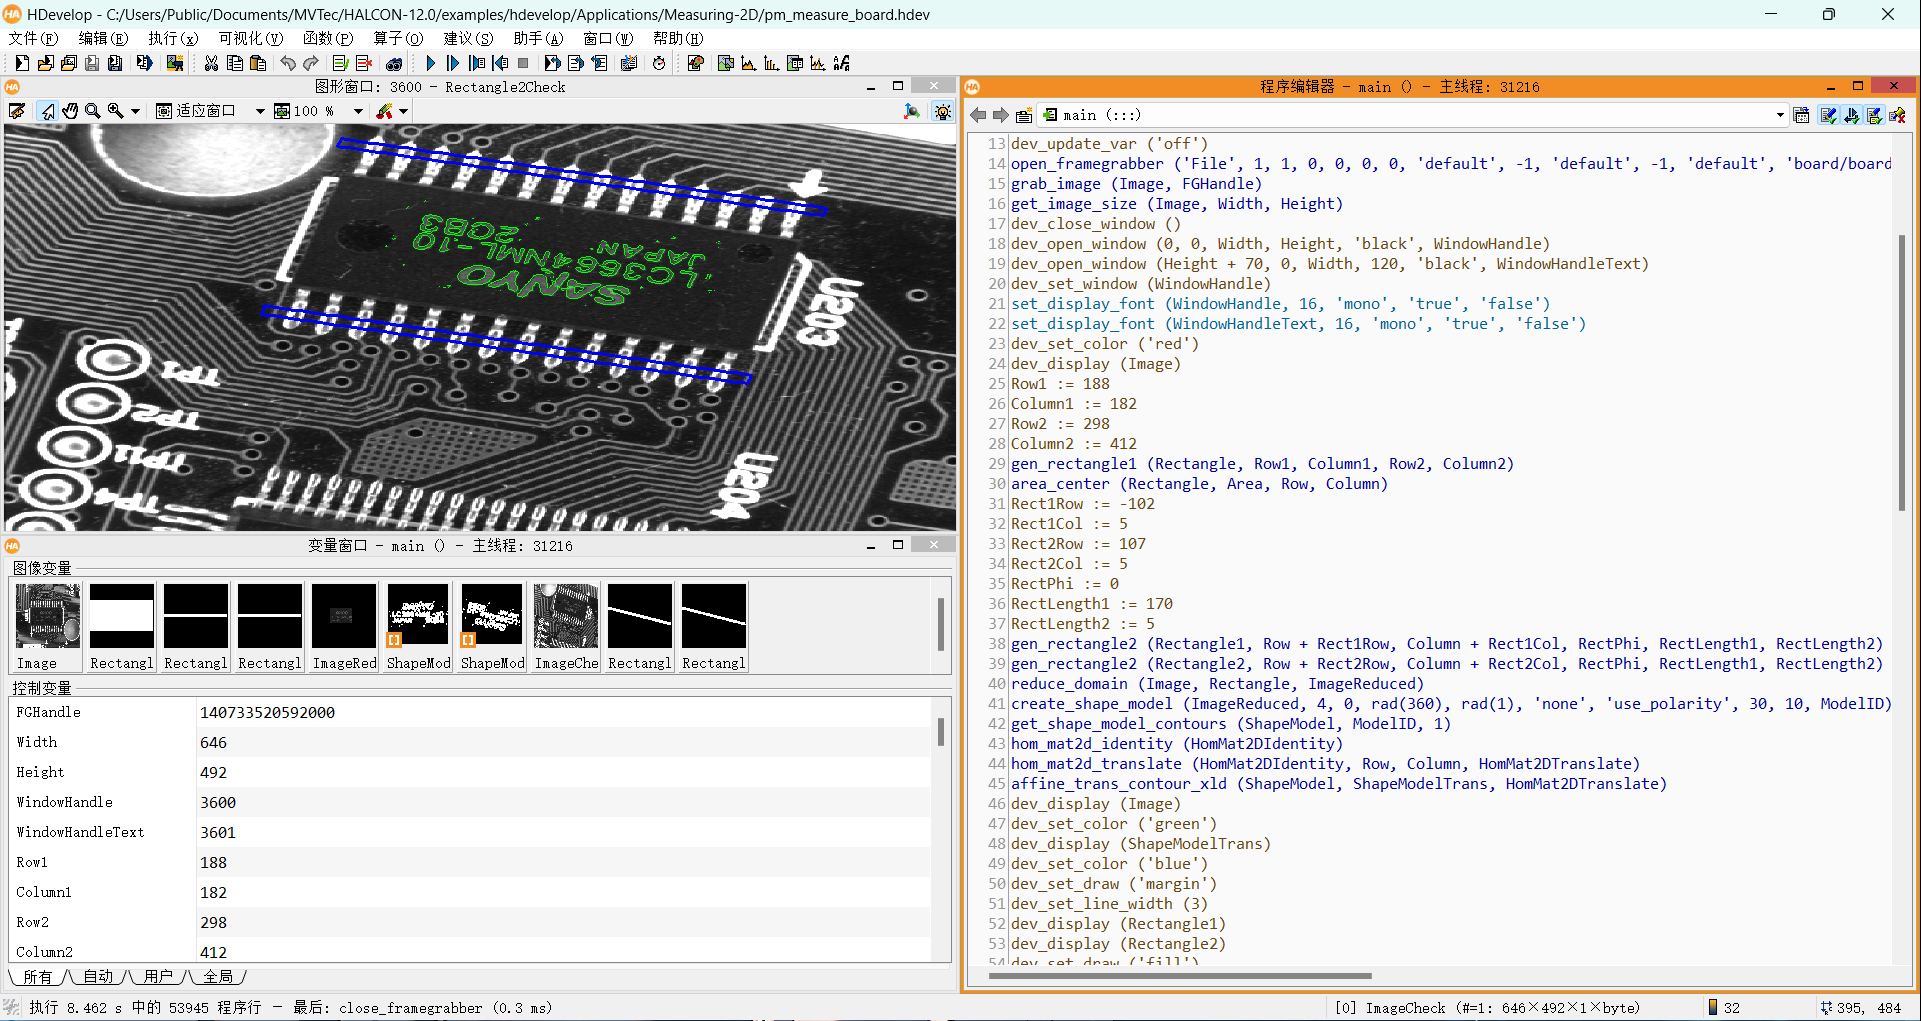 HDevelop - C:/Users/Public/Documents/MVTec/HALCON-12.0/examples/hdevelop/Applications/Measuring-2D/pm_measure_board.hdev
文件(F) 编辑(E) 执行(x) 可视化(V) 函数(P) 算子(O) 建议(S) 助手(A) 窗口(W) 帮助(H)
图形窗口: 3600 - Rectangle2Check
适应窗口 100 %
SANYO
LC3664NML-10
JAPAN 2CB3
U203
TP1
TP2
TP11
TP4
U204
变量窗口 - main () - 主线程: 31216
图像变量
Image Rectangl Rectangl Rectangl ImageRed ShapeMod ShapeMod ImageChe Rectangl Rectangl
控制变量
FGHandle 140733520592000
Width 646
Height 492
WindowHandle 3600
WindowHandleText 3601
Row1 188
Column1 182
Row2 298
Column2 412
所有 自动 用户 全局
程序编辑器 - main () - 主线程: 31216
main (:::)
13 dev_update_var ('off')
14 open_framegrabber ('File', 1, 1, 0, 0, 0, 0, 'default', -1, 'default', -1, 'default', 'board/board
15 grab_image (Image, FGHandle)
16 get_image_size (Image, Width, Height)
17 dev_close_window ()
18 dev_open_window (0, 0, Width, Height, 'black', WindowHandle)
19 dev_open_window (Height + 70, 0, Width, 120, 'black', WindowHandleText)
20 dev_set_window (WindowHandle)
21 set_display_font (WindowHandle, 16, 'mono', 'true', 'false')
22 set_display_font (WindowHandleText, 16, 'mono', 'true', 'false')
23 dev_set_color ('red')
24 dev_display (Image)
25 Row1 := 188
26 Column1 := 182
27 Row2 := 298
28 Column2 := 412
29 gen_rectangle1 (Rectangle, Row1, Column1, Row2, Column2)
30 area_center (Rectangle, Area, Row, Column)
31 Rect1Row := -102
32 Rect1Col := 5
33 Rect2Row := 107
34 Rect2Col := 5
35 RectPhi := 0
36 RectLength1 := 170
37 RectLength2 := 5
38 gen_rectangle2 (Rectangle1, Row + Rect1Row, Column + Rect1Col, RectPhi, RectLength1, RectLength2)
39 gen_rectangle2 (Rectangle2, Row + Rect2Row, Column + Rect2Col, RectPhi, RectLength1, RectLength2)
40 reduce_domain (Image, Rectangle, ImageReduced)
41 create_shape_model (ImageReduced, 4, 0, rad(360), rad(1), 'none', 'use_polarity', 30, 10, ModelID)
42 get_shape_model_contours (ShapeModel, ModelID, 1)
43 hom_mat2d_identity (HomMat2DIdentity)
44 hom_mat2d_translate (HomMat2DIdentity, Row, Column, HomMat2DTranslate)
45 affine_trans_contour_xld (ShapeModel, ShapeModelTrans, HomMat2DTranslate)
46 dev_display (Image)
47 dev_set_color ('green')
48 dev_display (ShapeModelTrans)
49 dev_set_color ('blue')
50 dev_set_draw ('margin')
51 dev_set_line_width (3)
52 dev_display (Rectangle1)
53 dev_display (Rectangle2)
54 dev_set_draw ('fill')
执行 8.462 s 中的 53945 程序行 - 最后: close_framegrabber (0.3 ms)
[0] ImageCheck (#=1: 646×492×1×byte) 32 395, 484